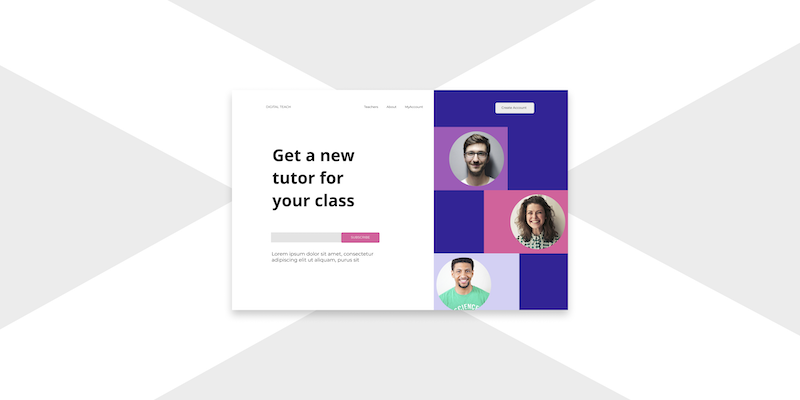 DIGITAL TEACH
Teachers
About
MyAccount
Create Account
Get a new
tutor for
your class
SUBSCRIBE
Lorem ipsum dolor sit amet, consectetur
adipiscing elit ut aliquam, purus sit
SCIENC